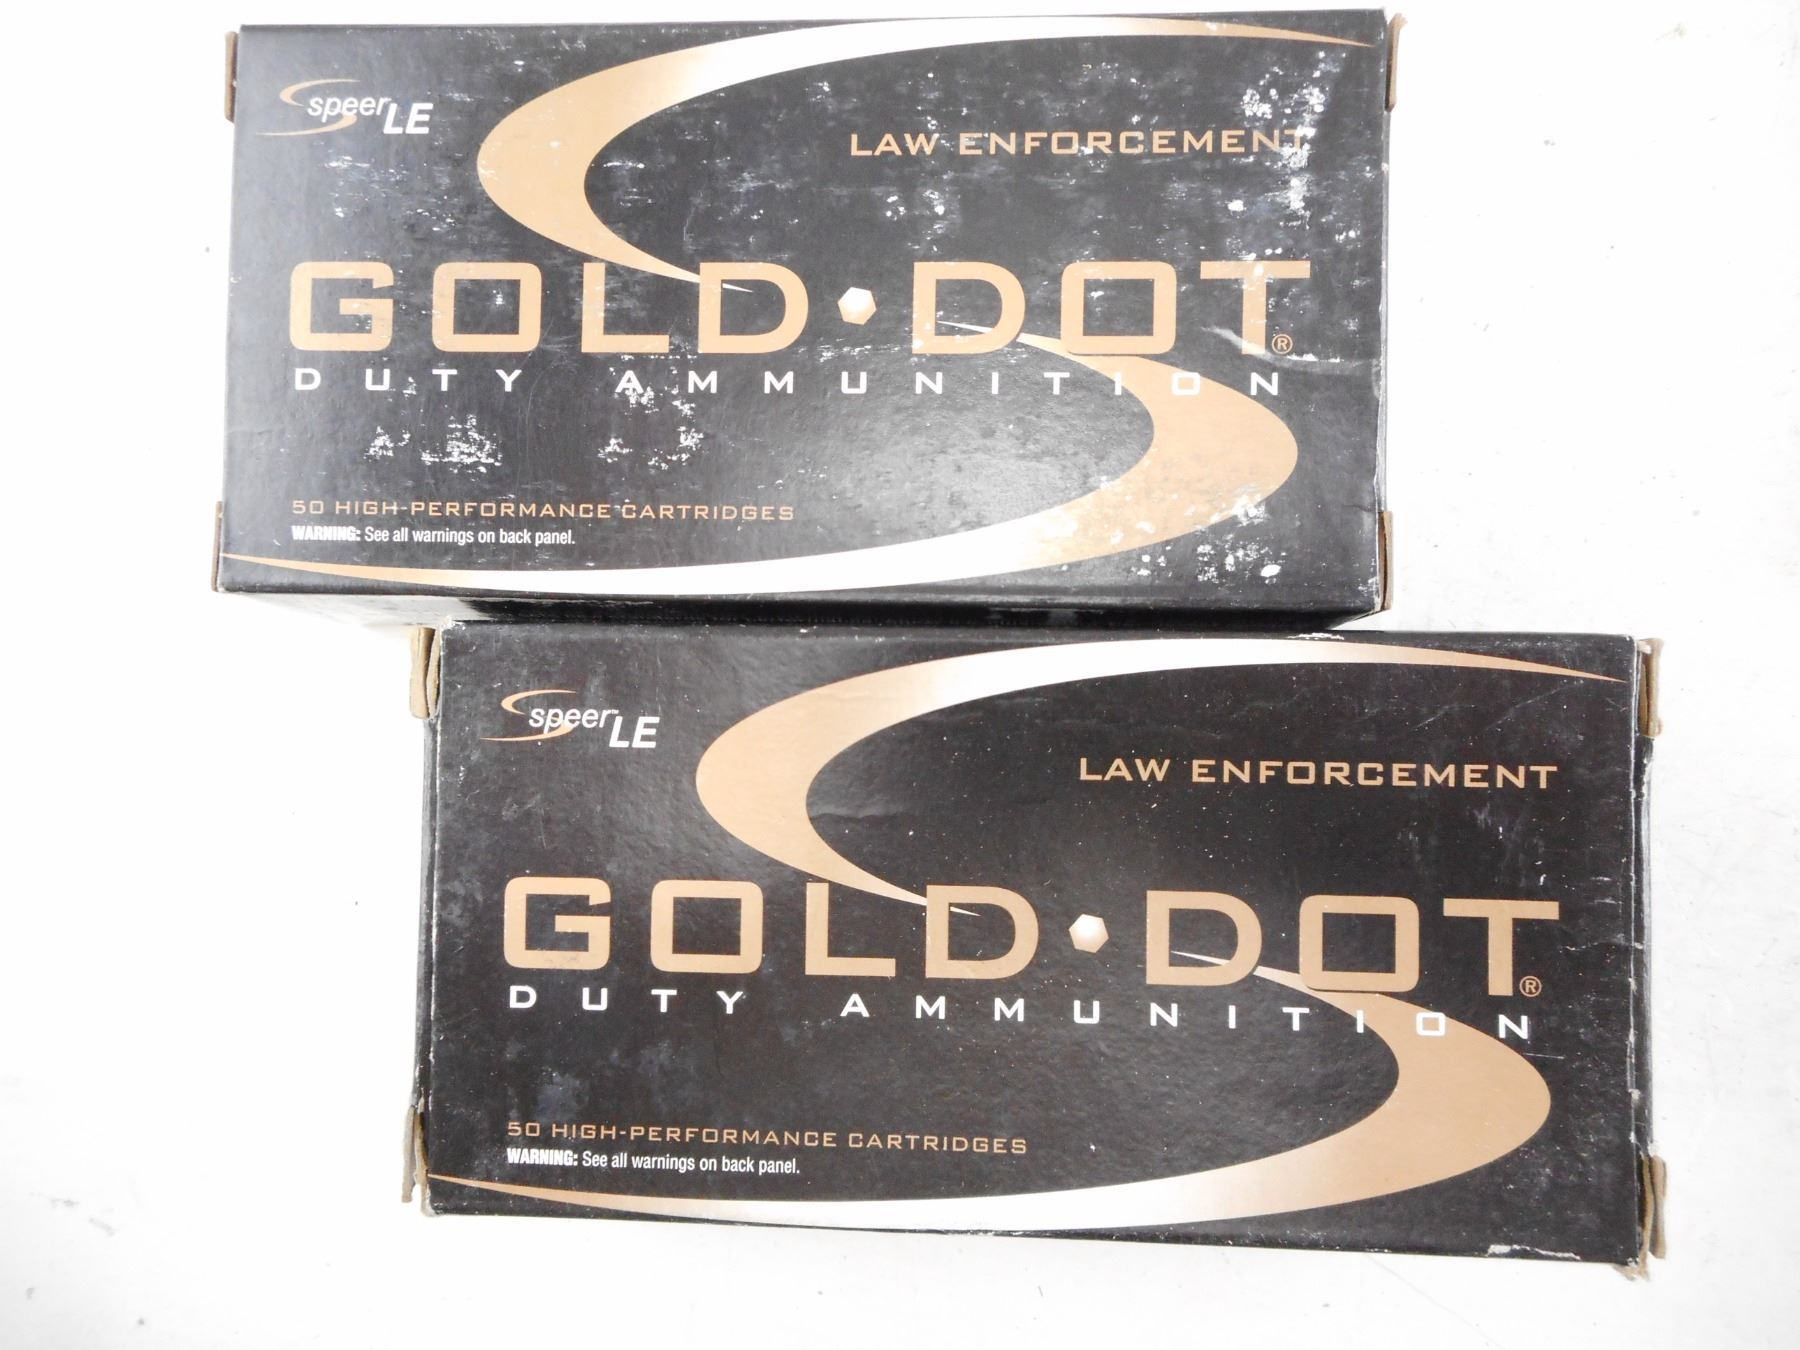 speer LE
LAW ENFORCEMENT
GOLD DOT®
DUTY AMMUNITION
50 HIGH-PERFORMANCE CARTRIDGES
WARNING: See all warnings on back panel.
speer™ LE
LAW ENFORCEMENT
GOLD DOT®
DUTY AMMUNITION
50 HIGH-PERFORMANCE CARTRIDGES
WARNING: See all warnings on back panel.